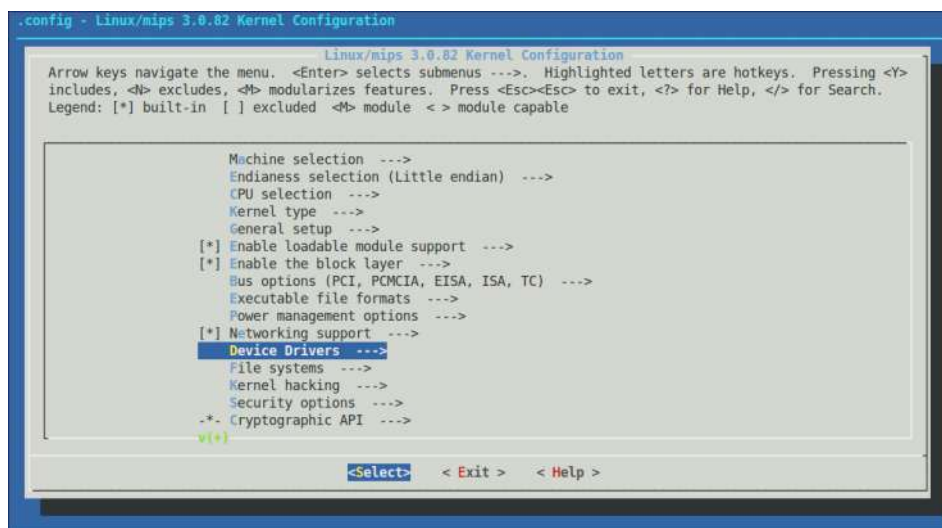 .config - Linux/mips 3.0.82 Kernel Configuration
Linux/mips 3.0.82 Kernel Configuration
Arrow keys navigate the menu. <Enter> selects submenus --->. Highlighted letters are hotkeys. Pressing <Y>
includes, <N> excludes, <M> modularizes features. Press <Esc><Esc> to exit, <?> for Help, </> for Search.
Legend: [*] built-in [ ] excluded <M> module < > module capable
Machine selection --->
Endianess selection (Little endian) --->
CPU selection --->
Kernel type --->
General setup --->
[*] Enable loadable module support --->
[*] Enable the block layer --->
Bus options (PCI, PCMCIA, EISA, ISA, TC) --->
Executable file formats --->
Power management options --->
[*] Networking support --->
Device Drivers --->
File systems --->
Kernel hacking --->
Security options --->
-*- Cryptographic API --->
v(+)
<Select> < Exit > < Help >